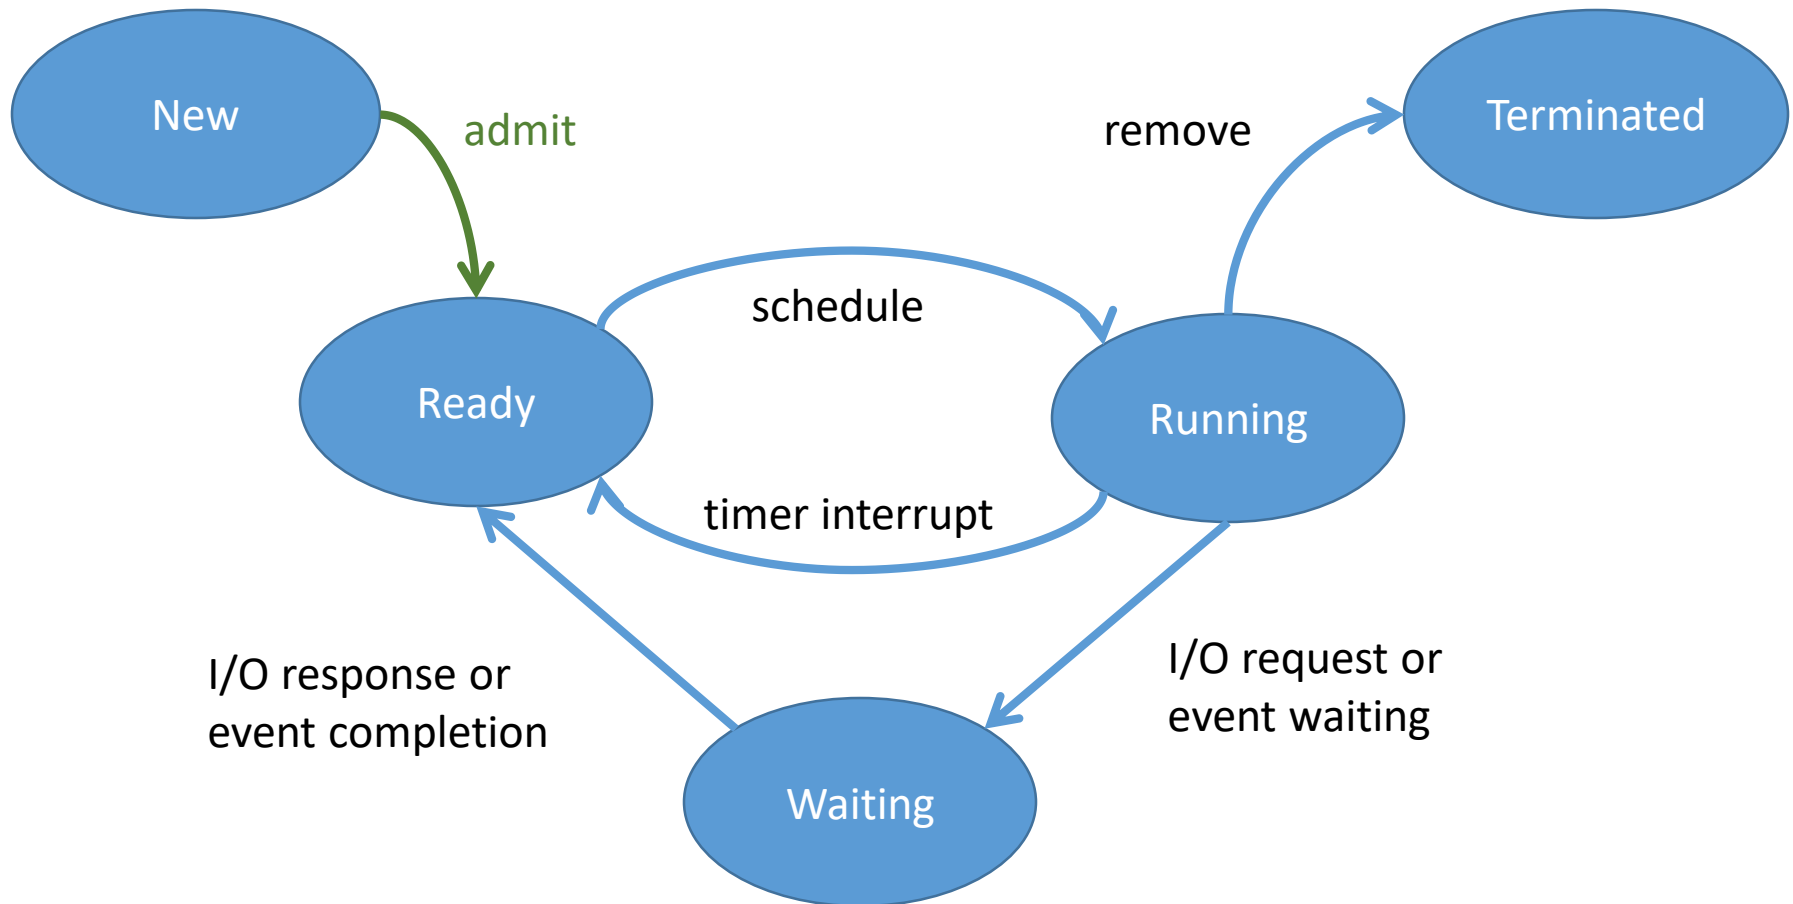 New
admit
remove
Terminated
schedule
Ready
Running
timer interrupt
I/O response or
event completion
I/O request or
event waiting
Waiting